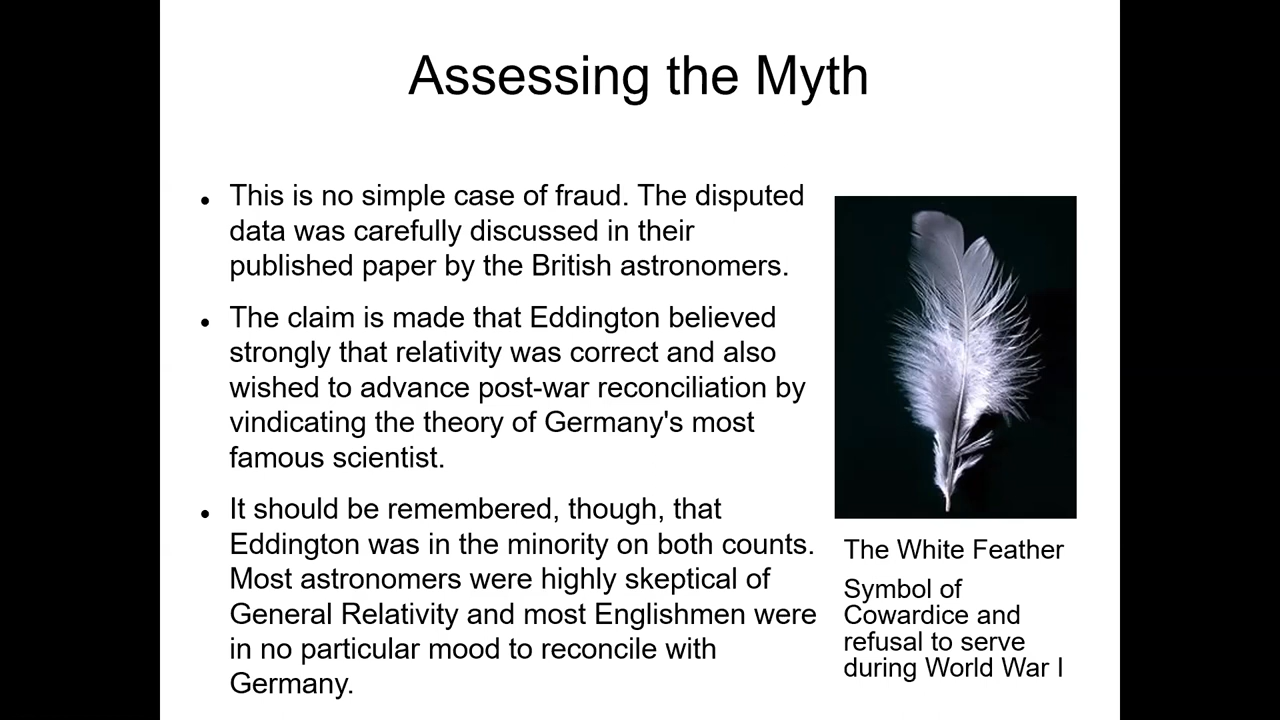 Assessing the Myth
This is no simple case of fraud. The disputed
data was carefully discussed in their
published paper by the British astronomers.
The claim is made that Eddington believed
strongly that relativity was correct and also
wished to advance post-war reconciliation by
vindicating the theory of Germany's most
famous scientist.
It should be remembered, though, that
Eddington was in the minority on both counts.
Most astronomers were highly skeptical of
General Relativity and most Englishmen were
in no particular mood to reconcile with
Germany.
The White Feather
Symbol of
Cowardice and
refusal to serve
during World War I